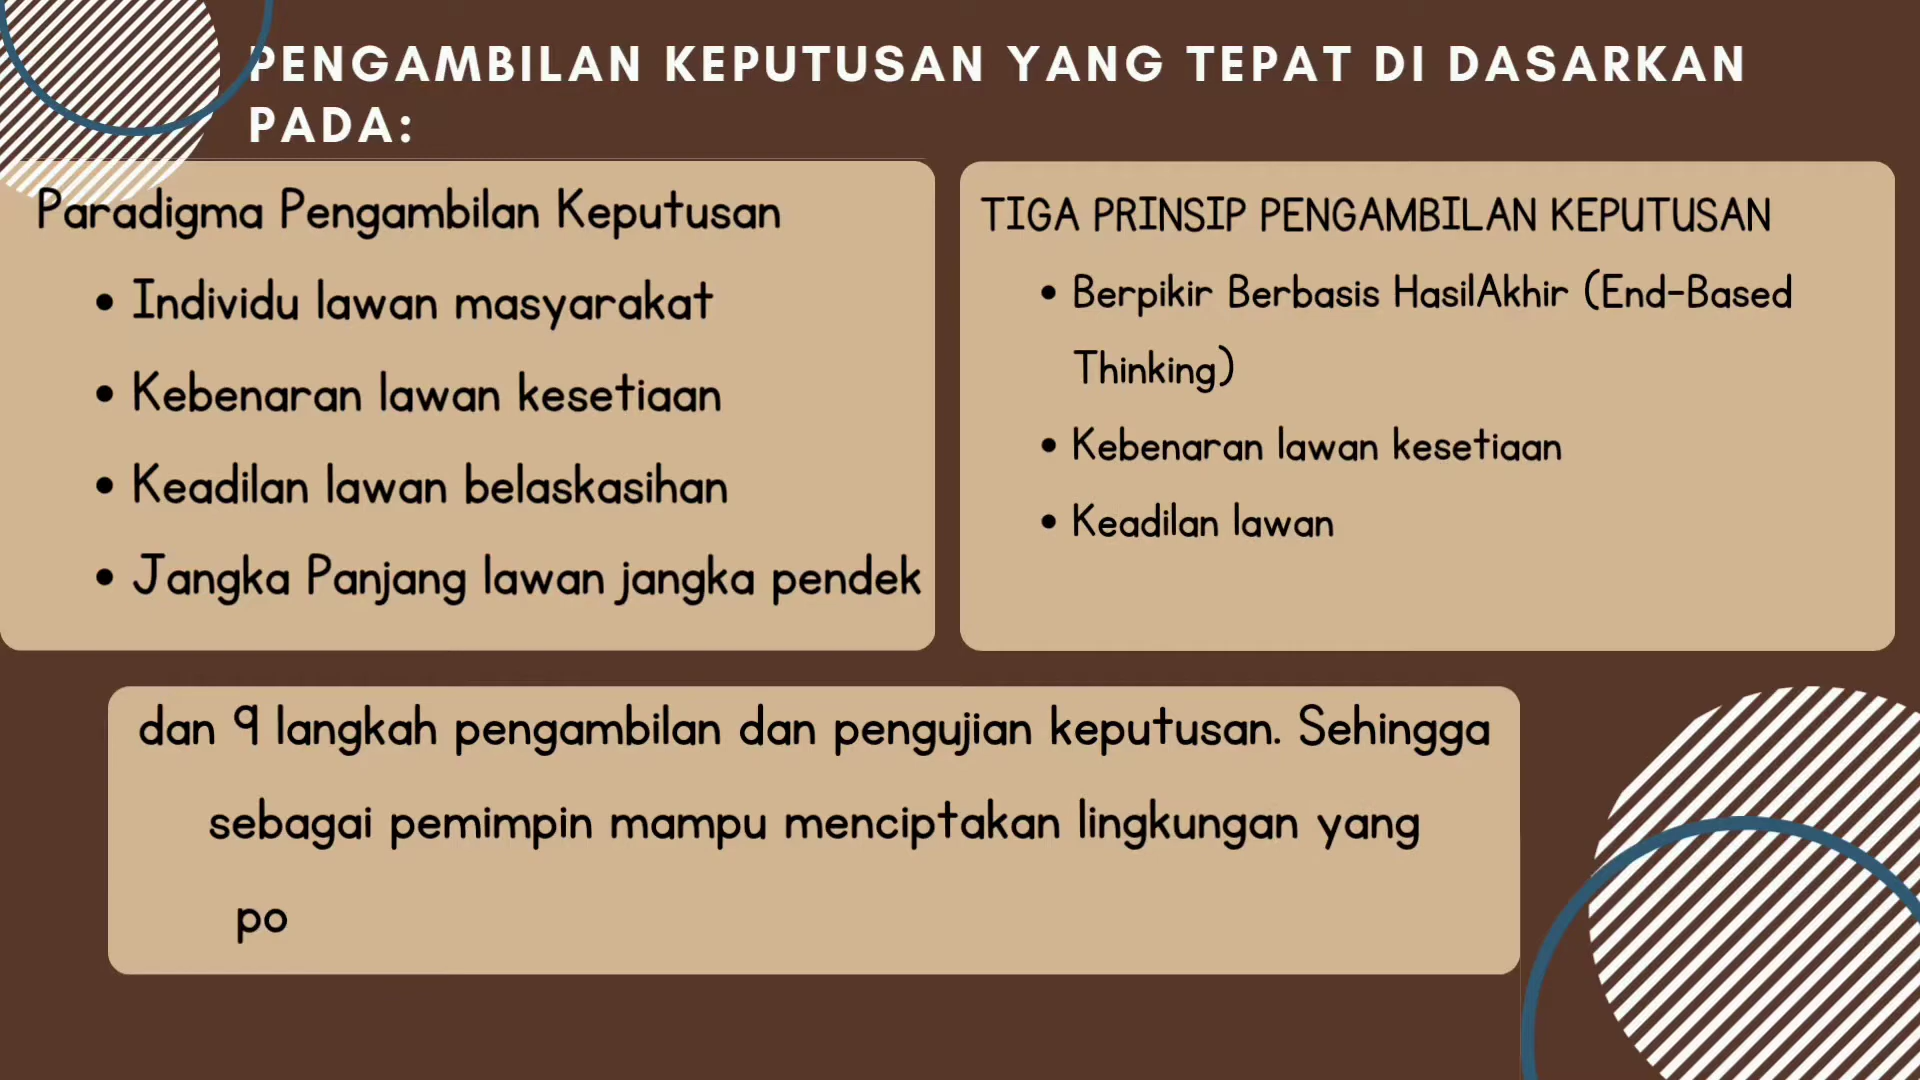 PENGAMBILAN KEPUTUSAN YANG TEPAT DI DASARKAN
PADA:
Paradigma Pengambilan Keputusan
• Individu lawan masyarakat
• Kebenaran lawan kesetiaan
• Keadilan lawan belaskasihan
• Jangka Panjang lawan jangka pendek
TIGA PRINSIP PENGAMBILAN KEPUTUSAN
• Berpikir Berbasis HasilAkhir (End-Based
Thinking)
• Kebenaran lawan kesetiaan
• Keadilan lawan
dan 9 langkah pengambilan dan pengujian keputusan. Sehingga
sebagai pemimpin mampu menciptakan lingkungan yang
po